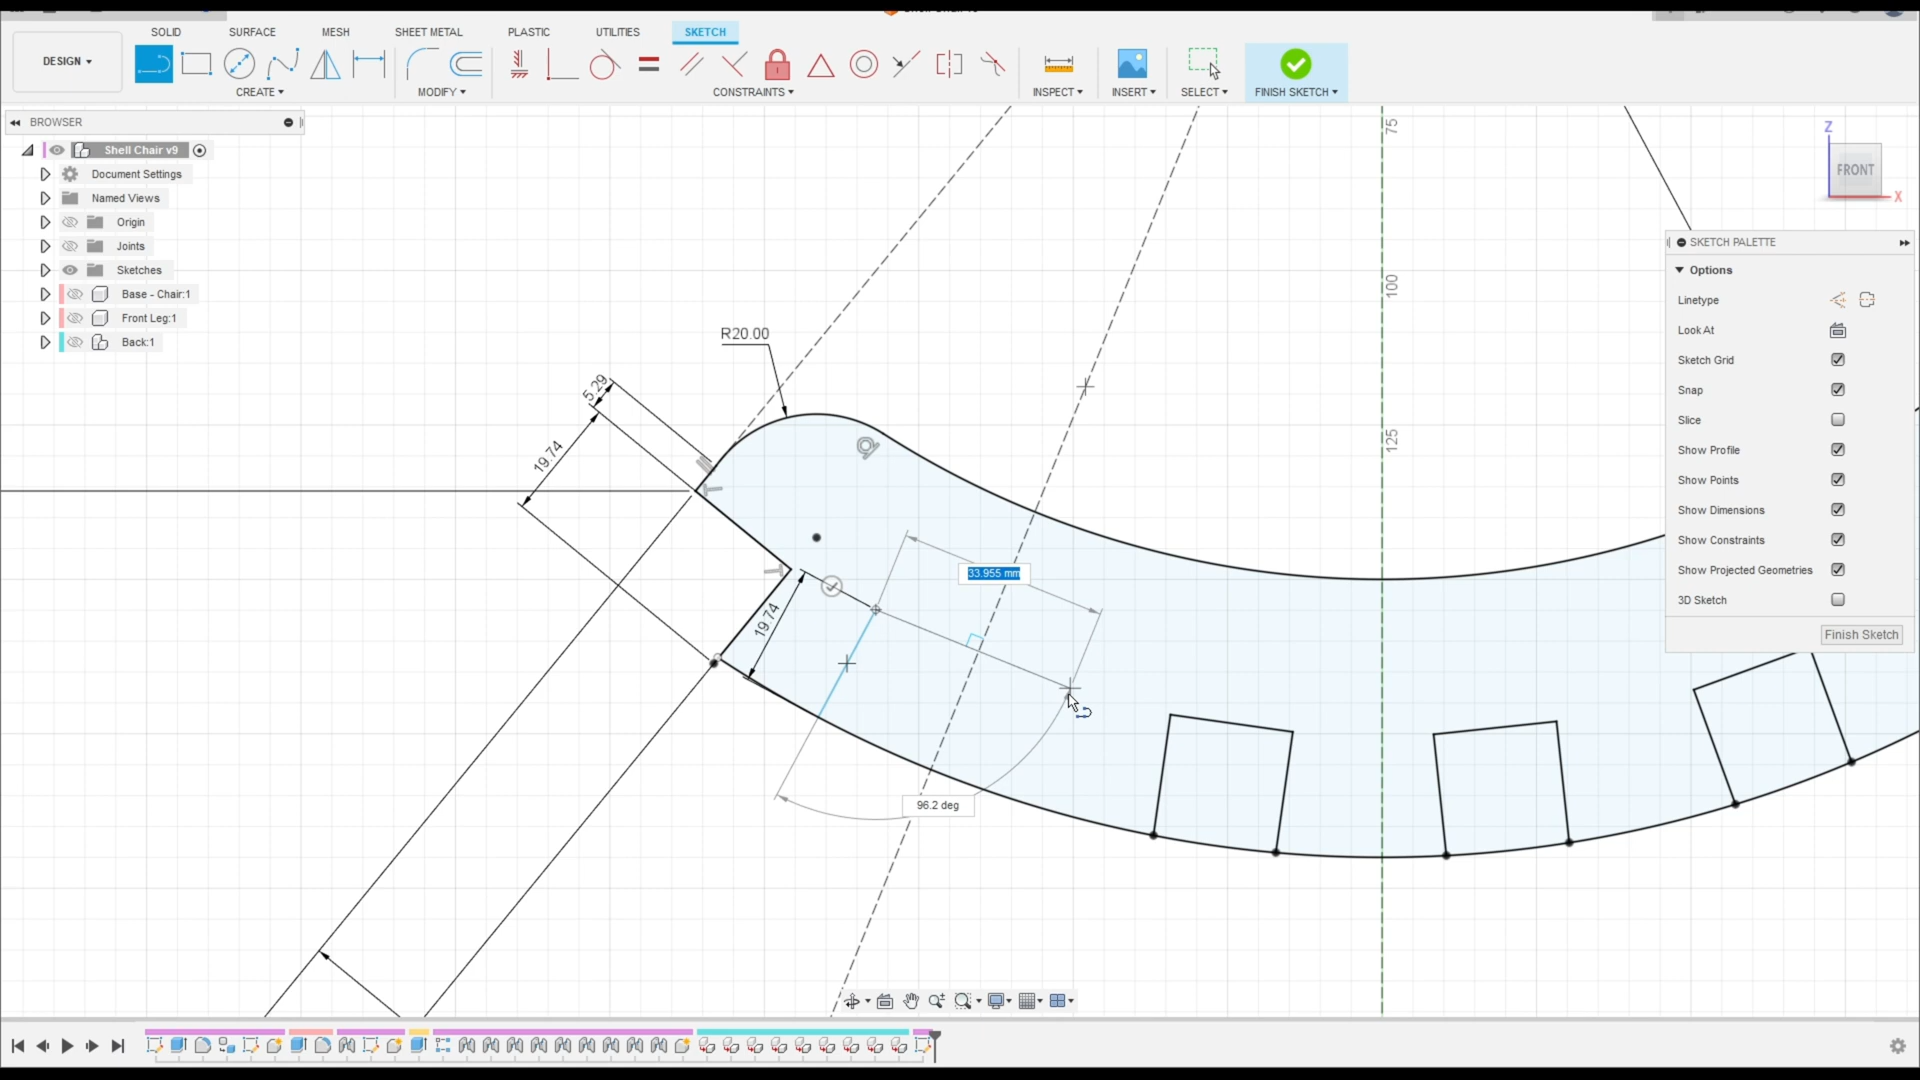 DESIGN
SOLID
SURFACE
MESH
SHEET METAL
PLASTIC
UTILITIES
SKETCH
CREATE
MODIFY
CONSTRAINTS
INSPECT
INSERT
SELECT
FINISH SKETCH
BROWSER
Shell Chair v9
Document Settings
Named Views
Origin
Joints
Sketches
Base - Chair:1
Front Leg:1
Back:1
75
100
125
R20.00
5.29
19.74
19.74
33.955 mm
96.2 deg
Z
FRONT
X
SKETCH PALETTE
Options
Linetype
Look At
Sketch Grid
Snap
Slice
Show Profile
Show Points
Show Dimensions
Show Constraints
Show Projected Geometries
3D Sketch
Finish Sketch